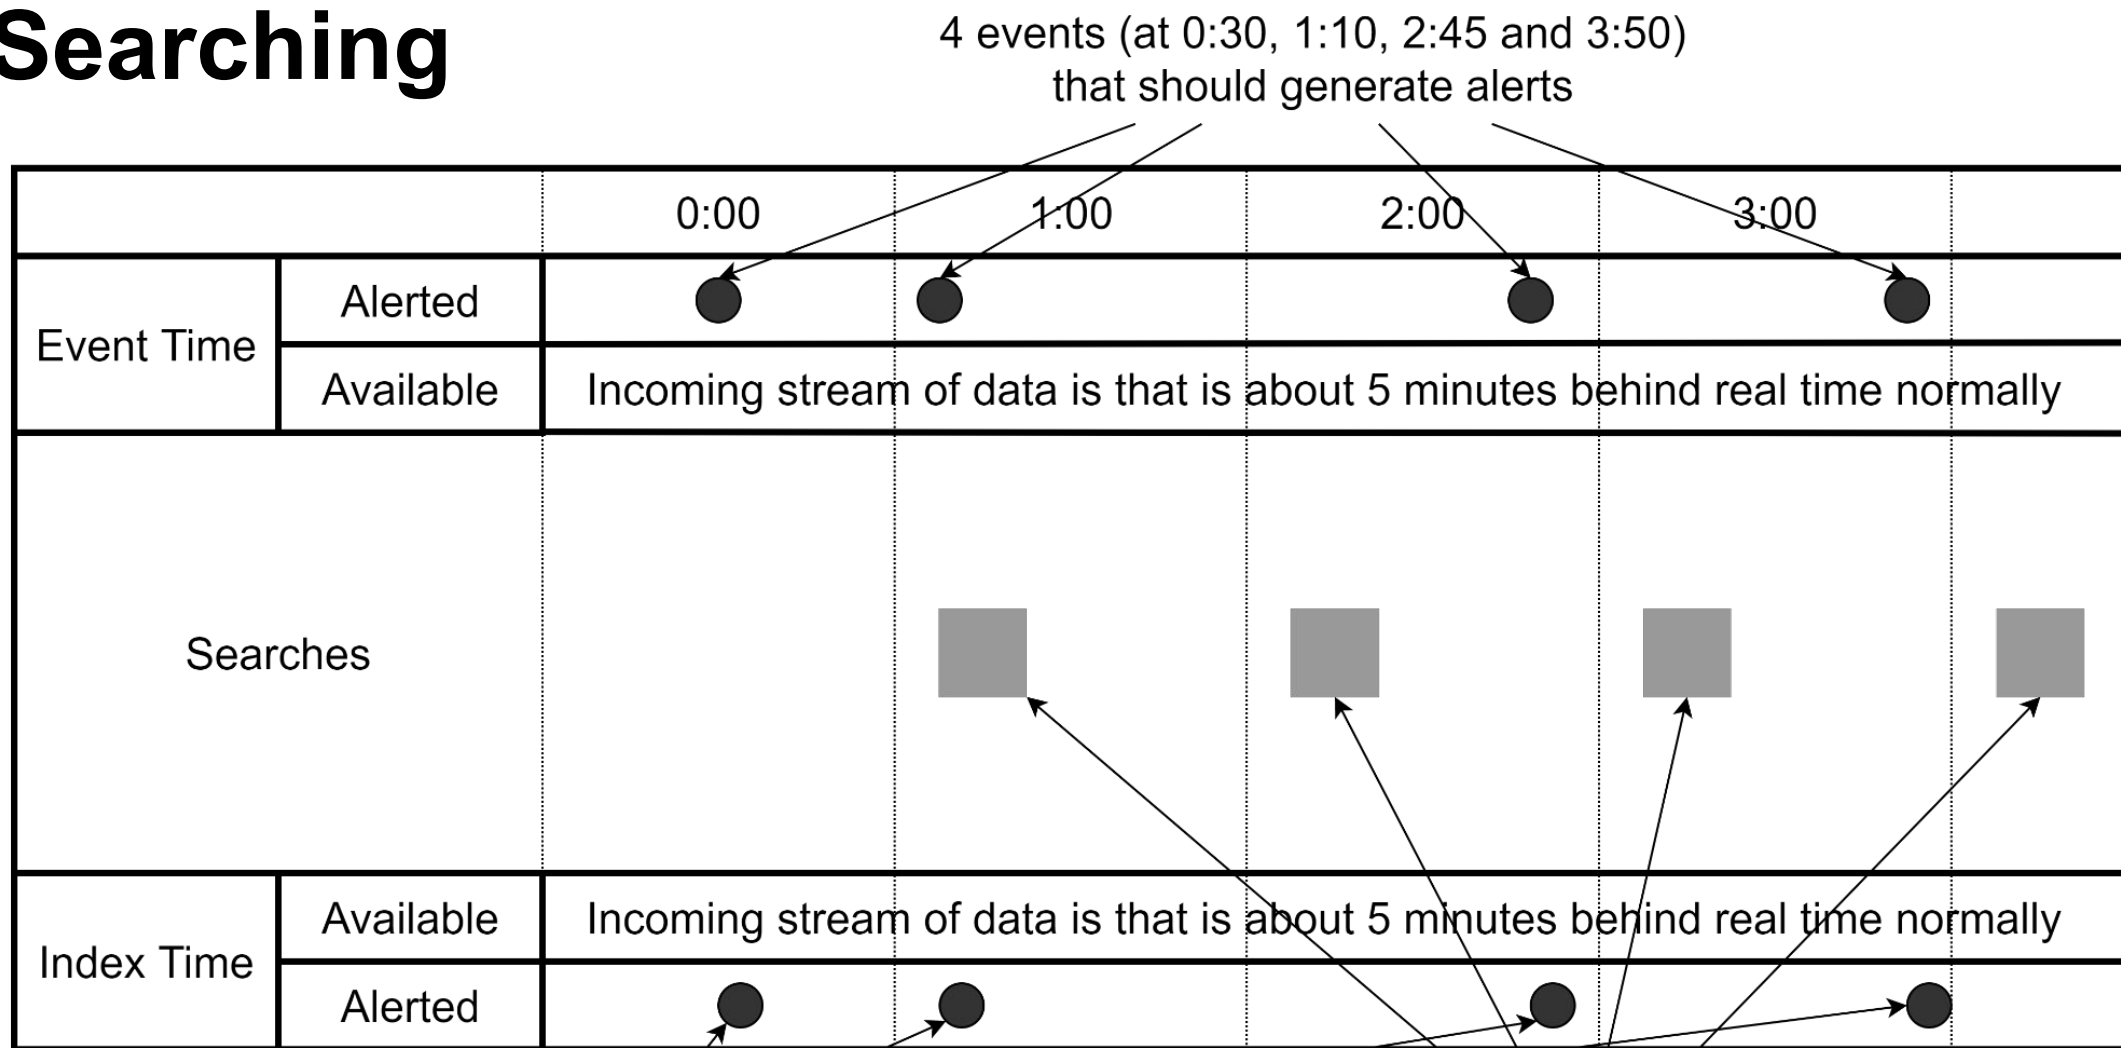 Searching
4 events (at 0:30, 1:10, 2:45 and 3:50)
that should generate alerts
0:00 1:00 2:00 3:00
Event Time
Alerted
Available
Incoming stream of data is that is about 5 minutes behind real time normally
Searches
Index Time
Available
Incoming stream of data is that is about 5 minutes behind real time normally
Alerted